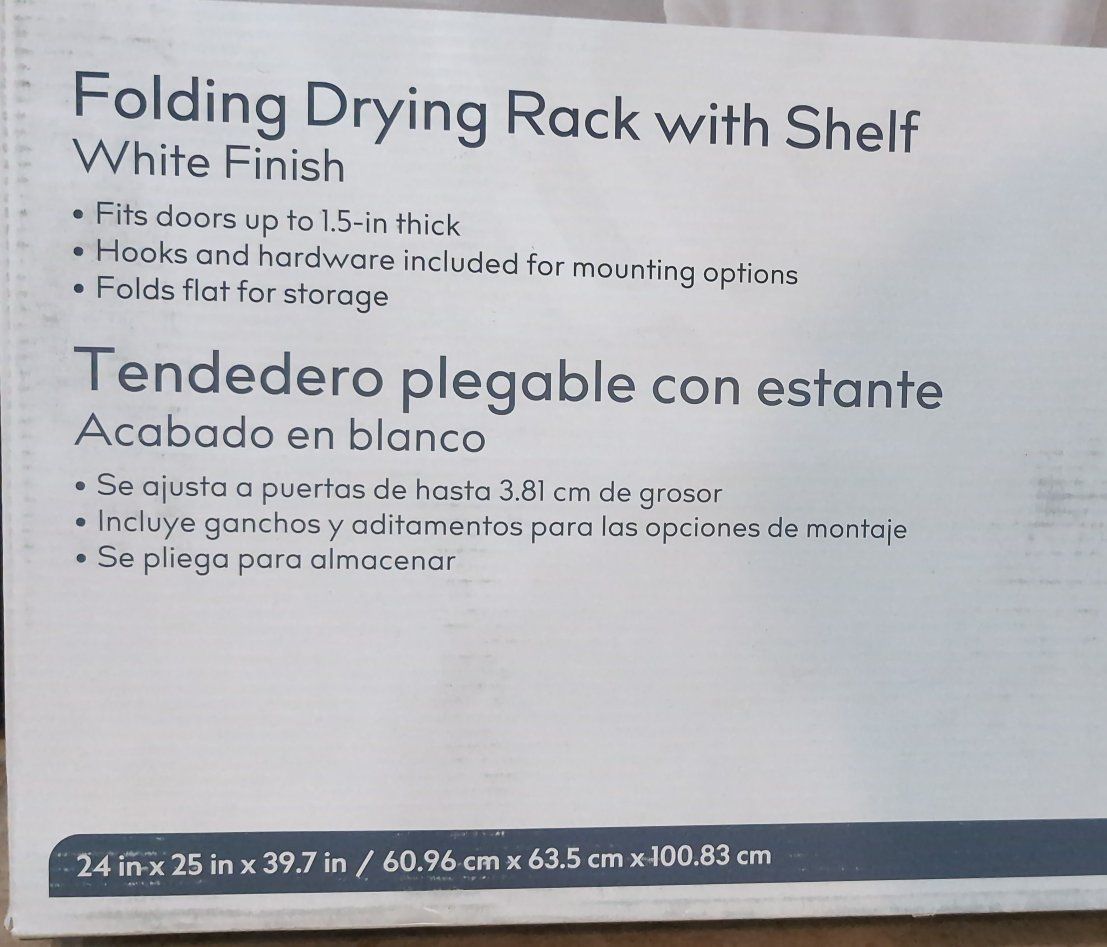 Folding Drying Rack with Shelf
White Finish
• Fits doors up to 1.5-in thick
• Hooks and hardware included for mounting options
• Folds flat for storage
Tendedero plegable con estante
Acabado en blanco
• Se ajusta a puertas de hasta 3.81 cm de grosor
• Incluye ganchos y aditamentos para las opciones de montaje
• Se pliega para almacenar
24 in x 25 in x 39.7 in / 60.96 cm x 63.5 cm x 100.83 cm